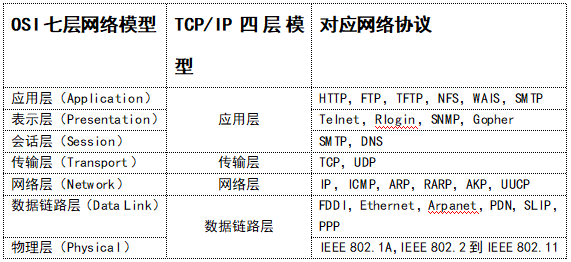 OSI 七层网络模型 TCP/IP 四层模型 对应网络协议
应用层（Application） HTTP, FTP, TFTP, NFS, WAIS, SMTP
表示层（Presentation） 应用层 Telnet, Rlogin, SNMP, Gopher
会话层（Session） SMTP, DNS
传输层（Transport） 传输层 TCP, UDP
网络层（Network） 网络层 IP, ICMP, ARP, RARP, AKP, UUCP
数据链路层（Data Link） 数据链路层 FDDI, Ethernet, Arpanet, PDN, SLIP,
PPP
物理层（Physical） IEEE 802.1A, IEEE 802.2 到 IEEE 802.11